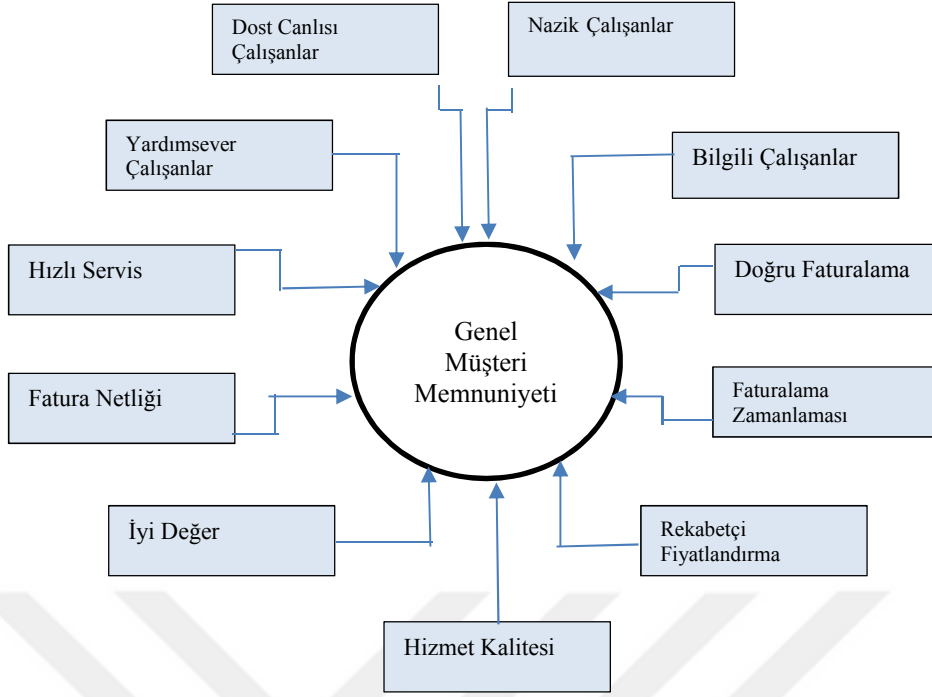 Dost Canlısı
Çalışanlar
Nazik Çalışanlar
Yardımsever
Çalışanlar
Bilgili Çalışanlar
Hızlı Servis
Doğru Faturalama
Genel
Müşteri
Memnuniyeti
Fatura Netliği
Faturalama
Zamanlaması
İyi Değer
Rekabetçi
Fiyatlandırma
Hizmet Kalitesi